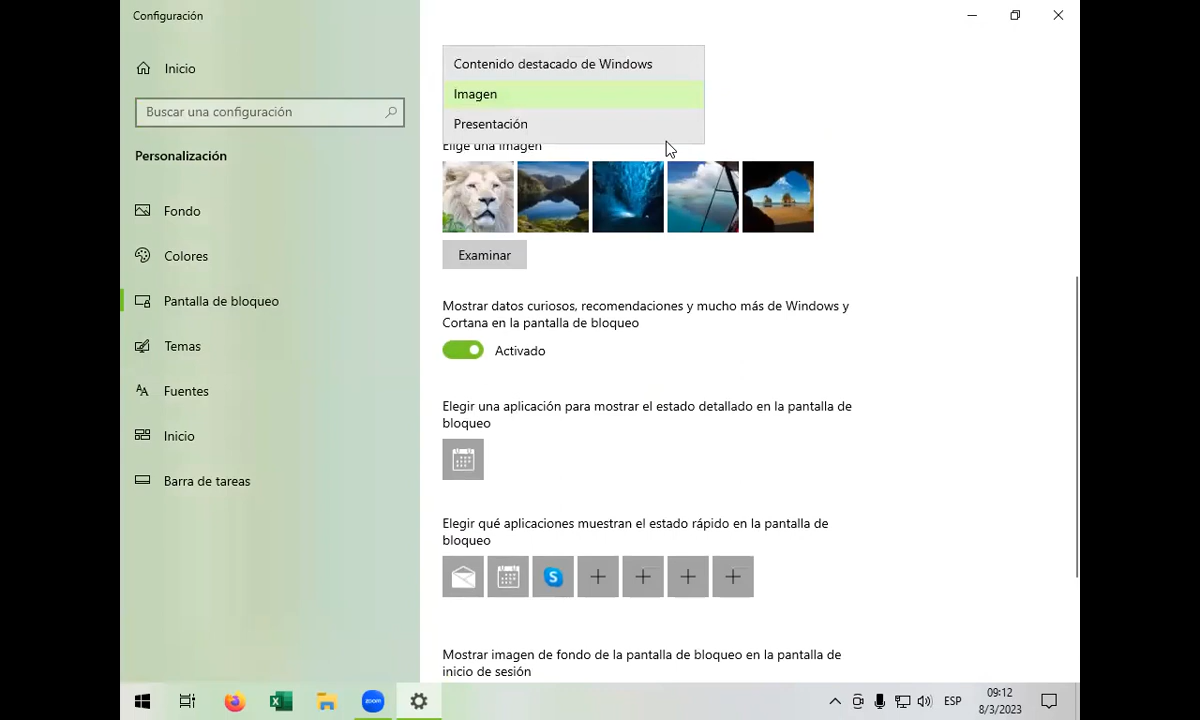 Configuración
Inicio
Buscar una configuración
Personalización
Fondo
Colores
Pantalla de bloqueo
Temas
Fuentes
Inicio
Barra de tareas
Contenido destacado de Windows
Imagen
Presentación
Elige una imagen
Examinar
Mostrar datos curiosos, recomendaciones y mucho más de Windows y
Cortana en la pantalla de bloqueo
Activado
Elegir una aplicación para mostrar el estado detallado en la pantalla de
bloqueo
Elegir qué aplicaciones muestran el estado rápido en la pantalla de
bloqueo
Mostrar imagen de fondo de la pantalla de bloqueo en la pantalla de
inicio de sesión
zoom
ESP
09:12
8/3/2023